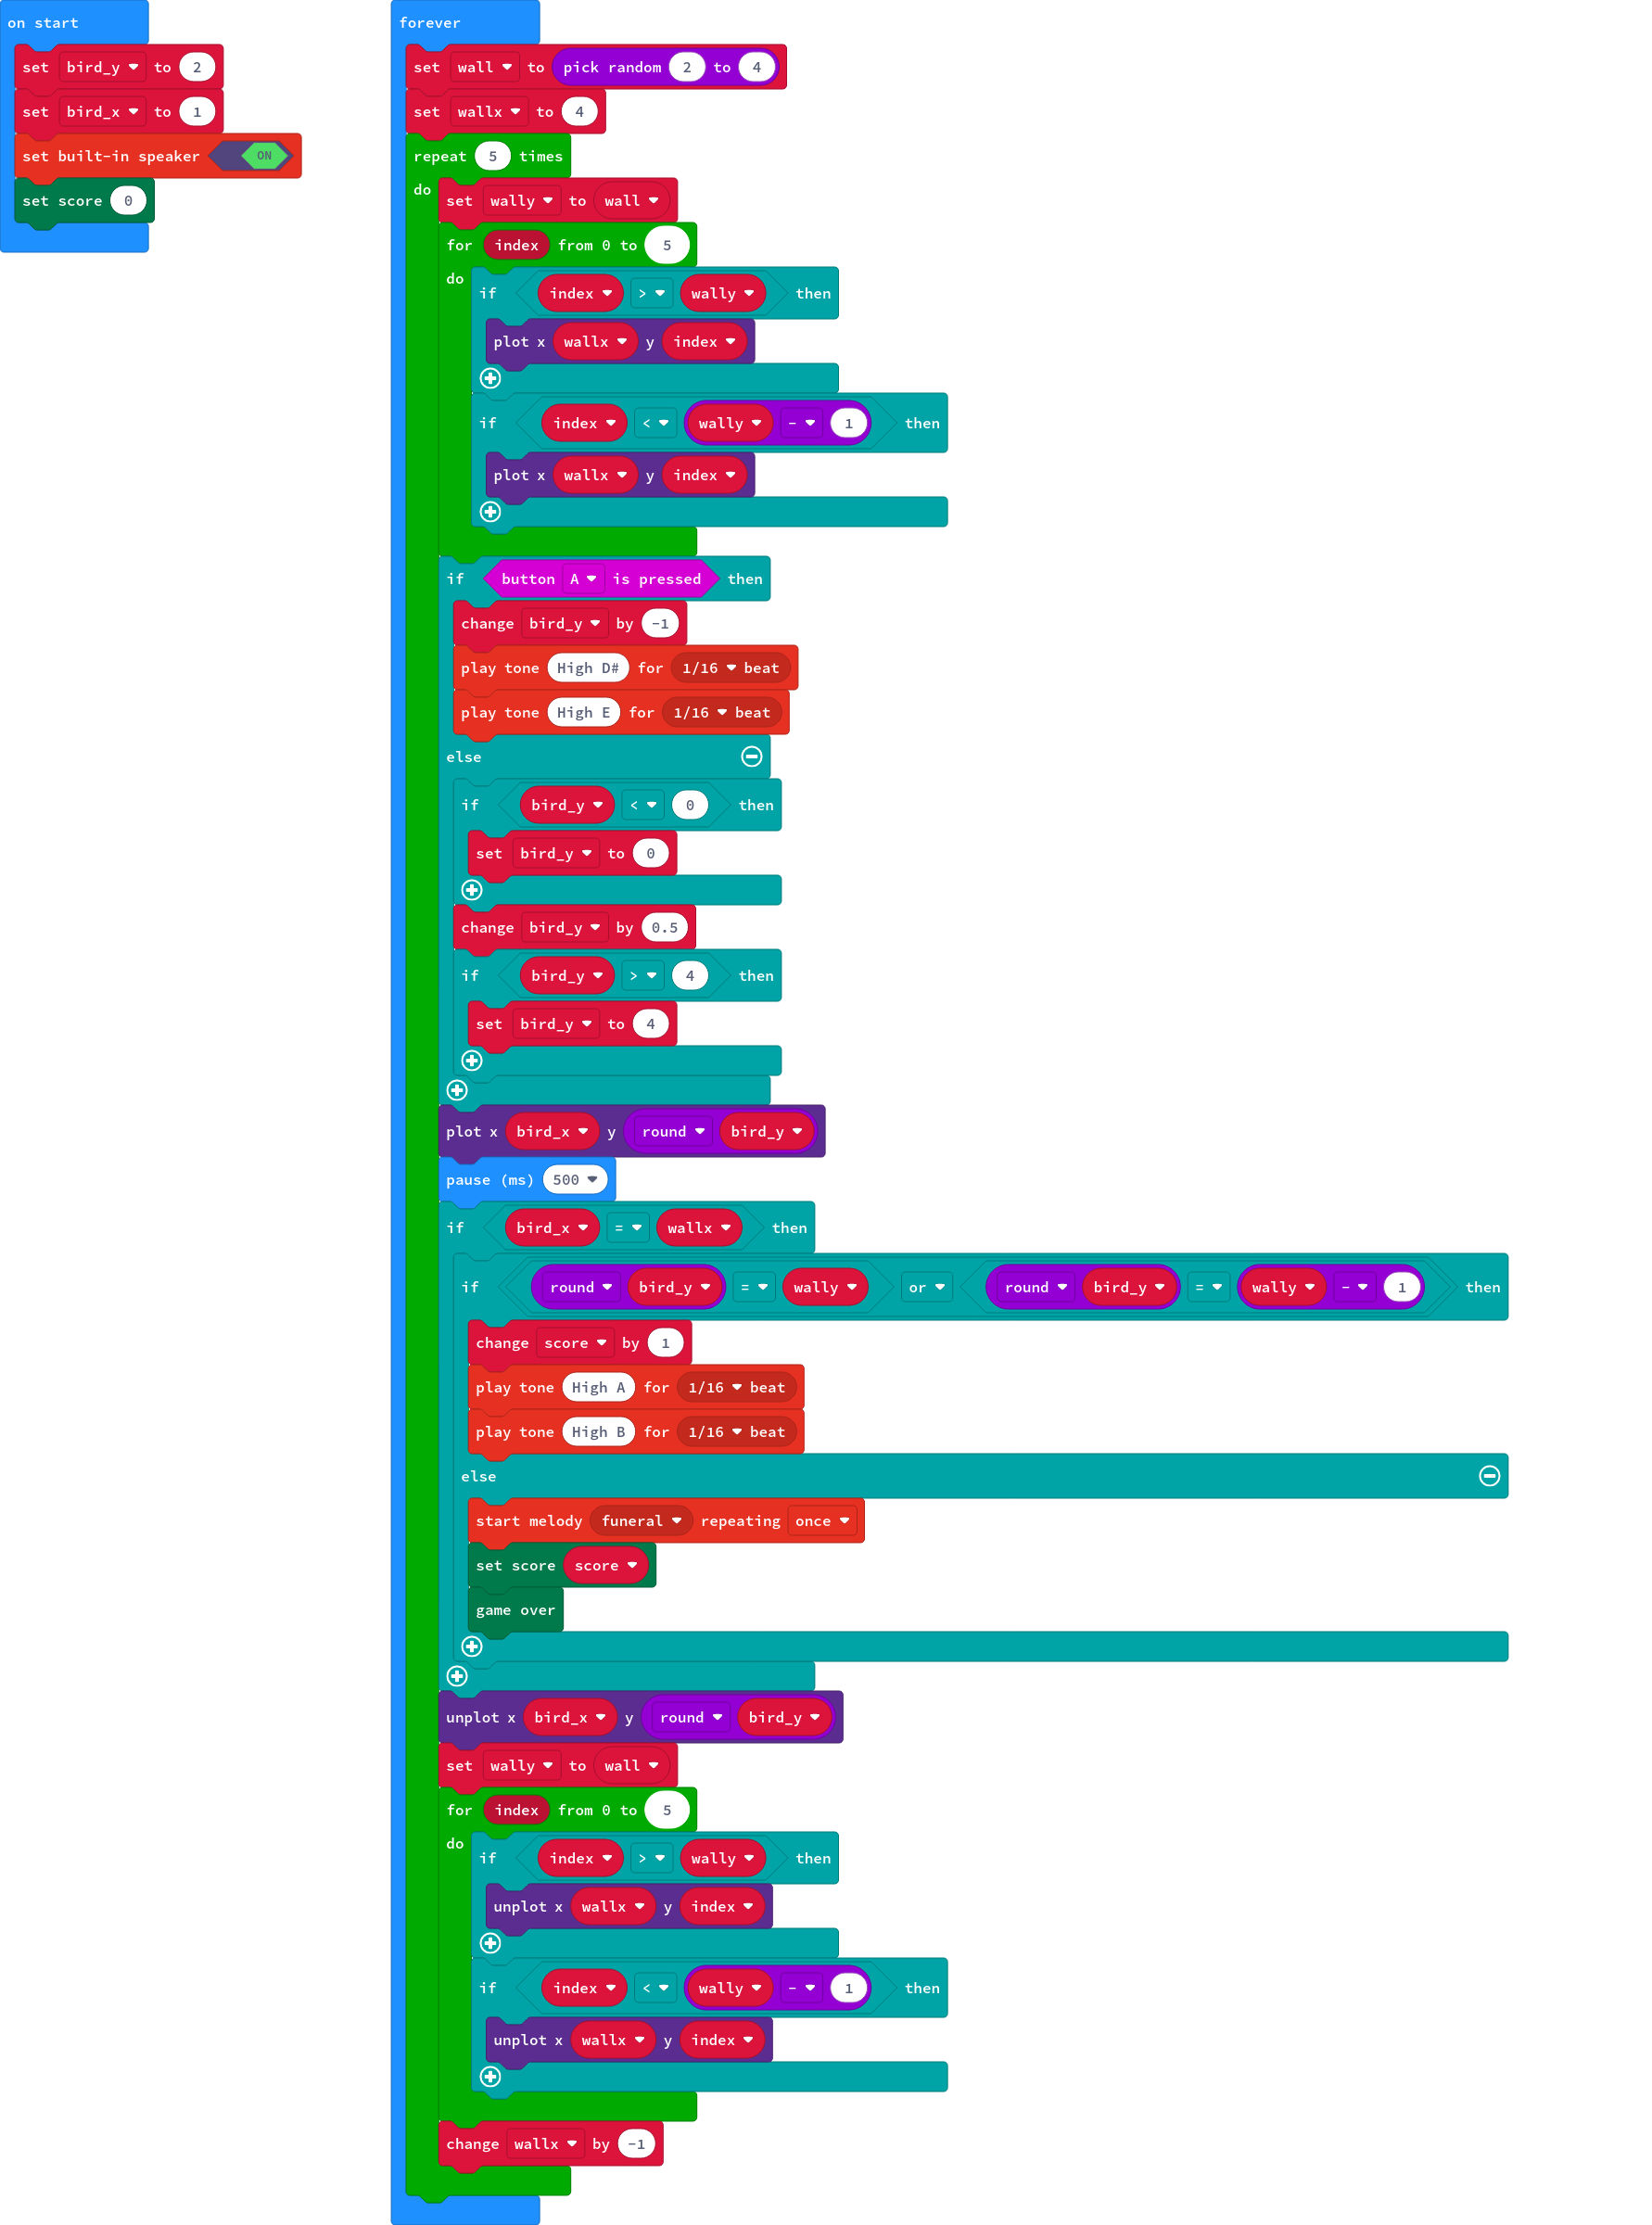 on start
set bird_y to 2
set bird_x to 1
set built-in speaker ON
set score 0
forever
set wall to pick random 2 to 4
set wallx to 4
repeat 5 times
do
set wally to wall
for index from 0 to 5
do
if index > wally then
plot x wallx y index
if index < wally - 1 then
plot x wallx y index
if button A is pressed then
change bird_y by -1
play tone High D# for 1/16 beat
play tone High E for 1/16 beat
else
if bird_y < 0 then
set bird_y to 0
change bird_y by 0.5
if bird_y > 4 then
set bird_y to 4
plot x bird_x y round bird_y
pause (ms) 500
if bird_x = wallx then
if round bird_y = wally or round bird_y = wally - 1 then
change score by 1
play tone High A for 1/16 beat
play tone High B for 1/16 beat
else
start melody funeral repeating once
set score score
game over
unplot x bird_x y round bird_y
set wally to wall
for index from 0 to 5
do
if index > wally then
unplot x wallx y index
if index < wally - 1 then
unplot x wallx y index
change wallx by -1